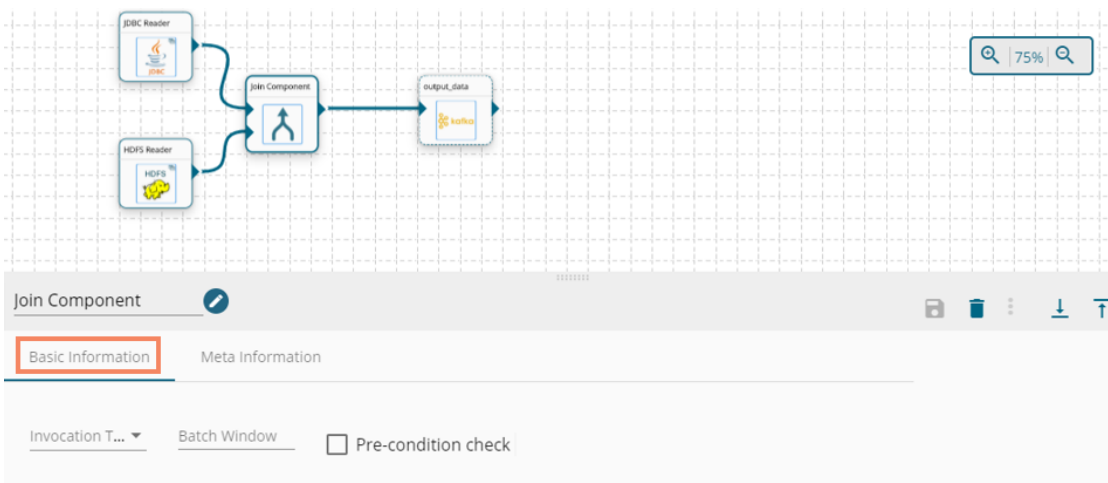 JDBC Reader
JDBC
Join Component
output_data
kafka
HDFS Reader
HDFS
75%
Join Component
Basic Information
Meta Information
Invocation T...
Batch Window
Pre-condition check